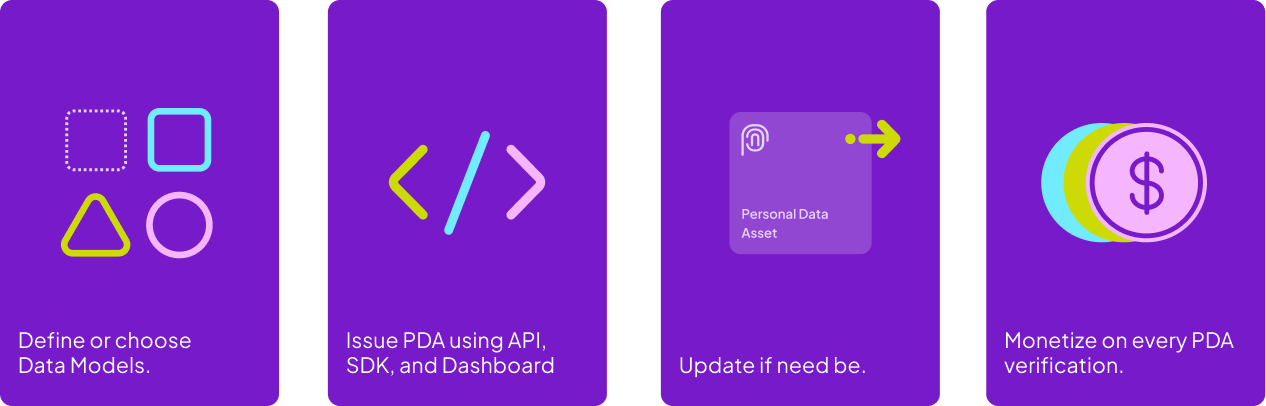 Define or choose
Data Models.
Issue PDA using API,
SDK, and Dashboard
Personal Data
Asset
Update if need be.
$
Monetize on every PDA
verification.